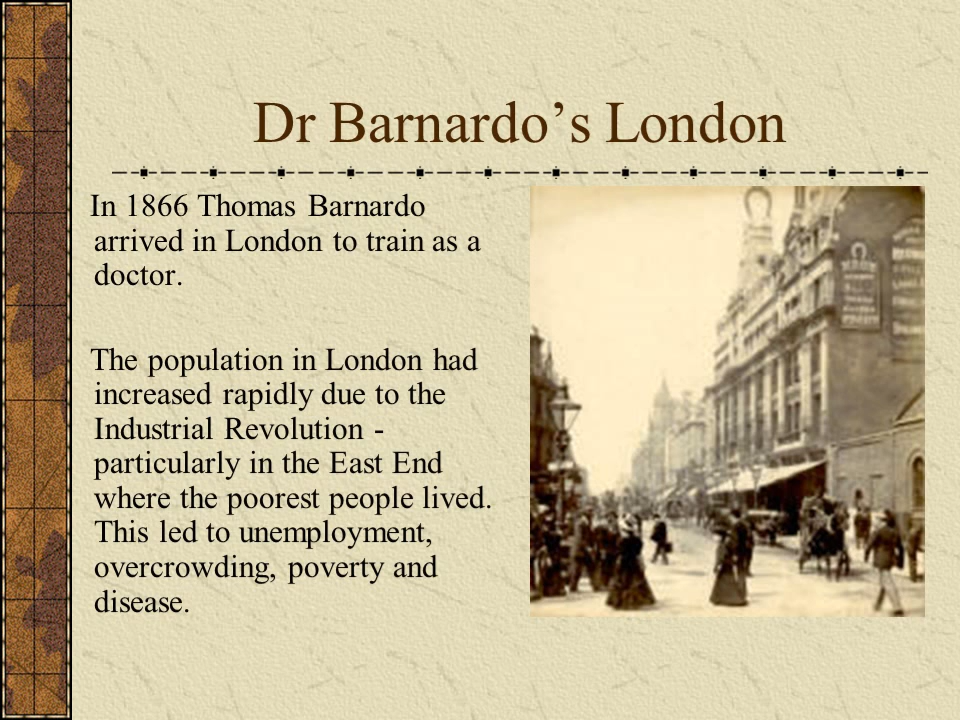 Dr Barnardo’s London
In 1866 Thomas Barnardo
arrived in London to train as a
doctor.
The population in London had
increased rapidly due to the
Industrial Revolution -
particularly in the East End
where the poorest people lived.
This led to unemployment,
overcrowding, poverty and
disease.